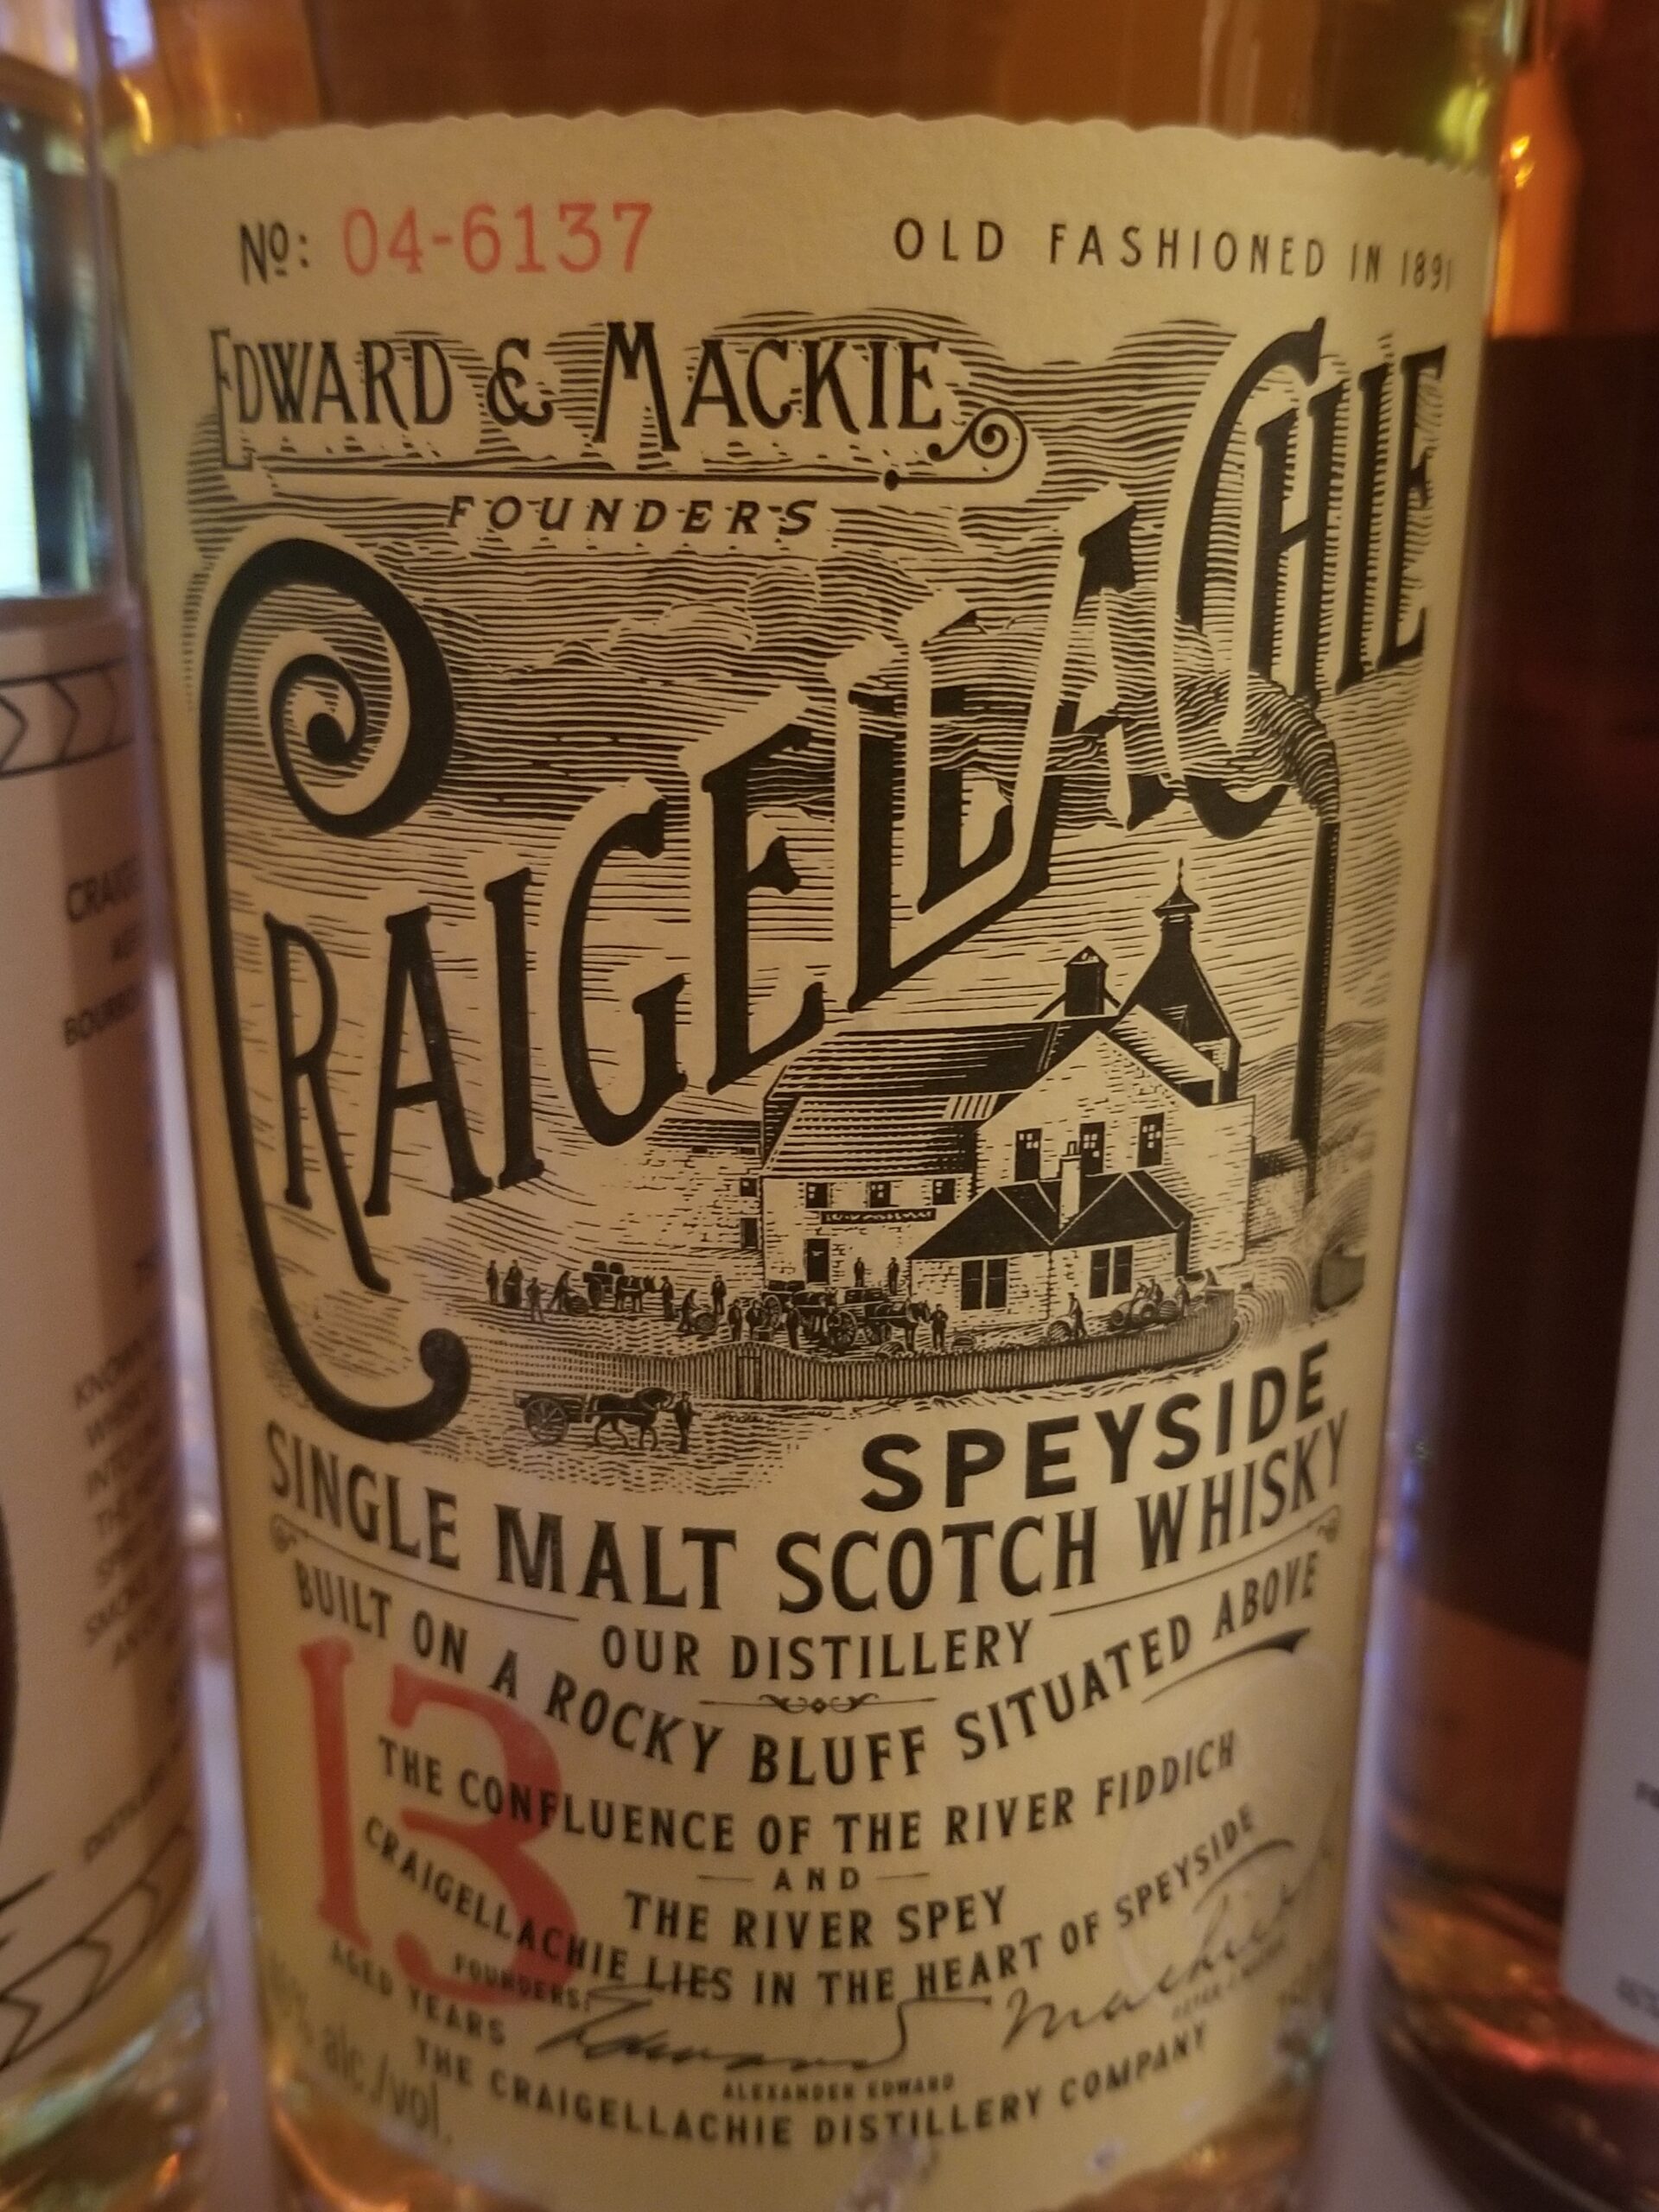 No: 04-6137
OLD FASHIONED IN 1891
EDWARD & MACKIE
FOUNDERS
CRAIGELLACHIE
SPEYSIDE
SINGLE MALT SCOTCH WHISKY
OUR DISTILLERY
BUILT ON A ROCKY BLUFF SITUATED ABOVE
THE CONFLUENCE OF THE RIVER FIDDICH
AND
THE RIVER SPEY
CRAIGELLACHIE LIES IN THE HEART OF SPEYSIDE
13
AGED YEARS
FOUNDERS:
Edward
Mackie
ALEXANDER EDWARD
THE CRAIGELLACHIE DISTILLERY COMPANY
alc./vol.